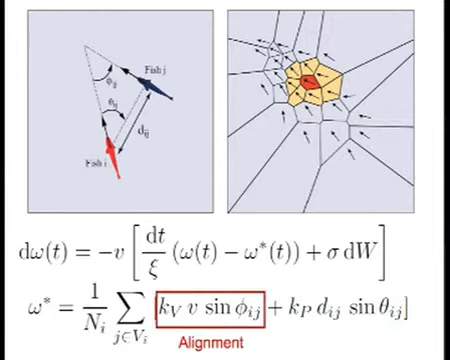 Fish j
ϕij
θij
dij
Fish i
dω(t) = −v [ dt/ξ (ω(t) − ω*(t)) + σ dW ]
ω* = 1/Ni ∑j∈Vi [kV v sin ϕij + kP dij sin θij]
Alignment